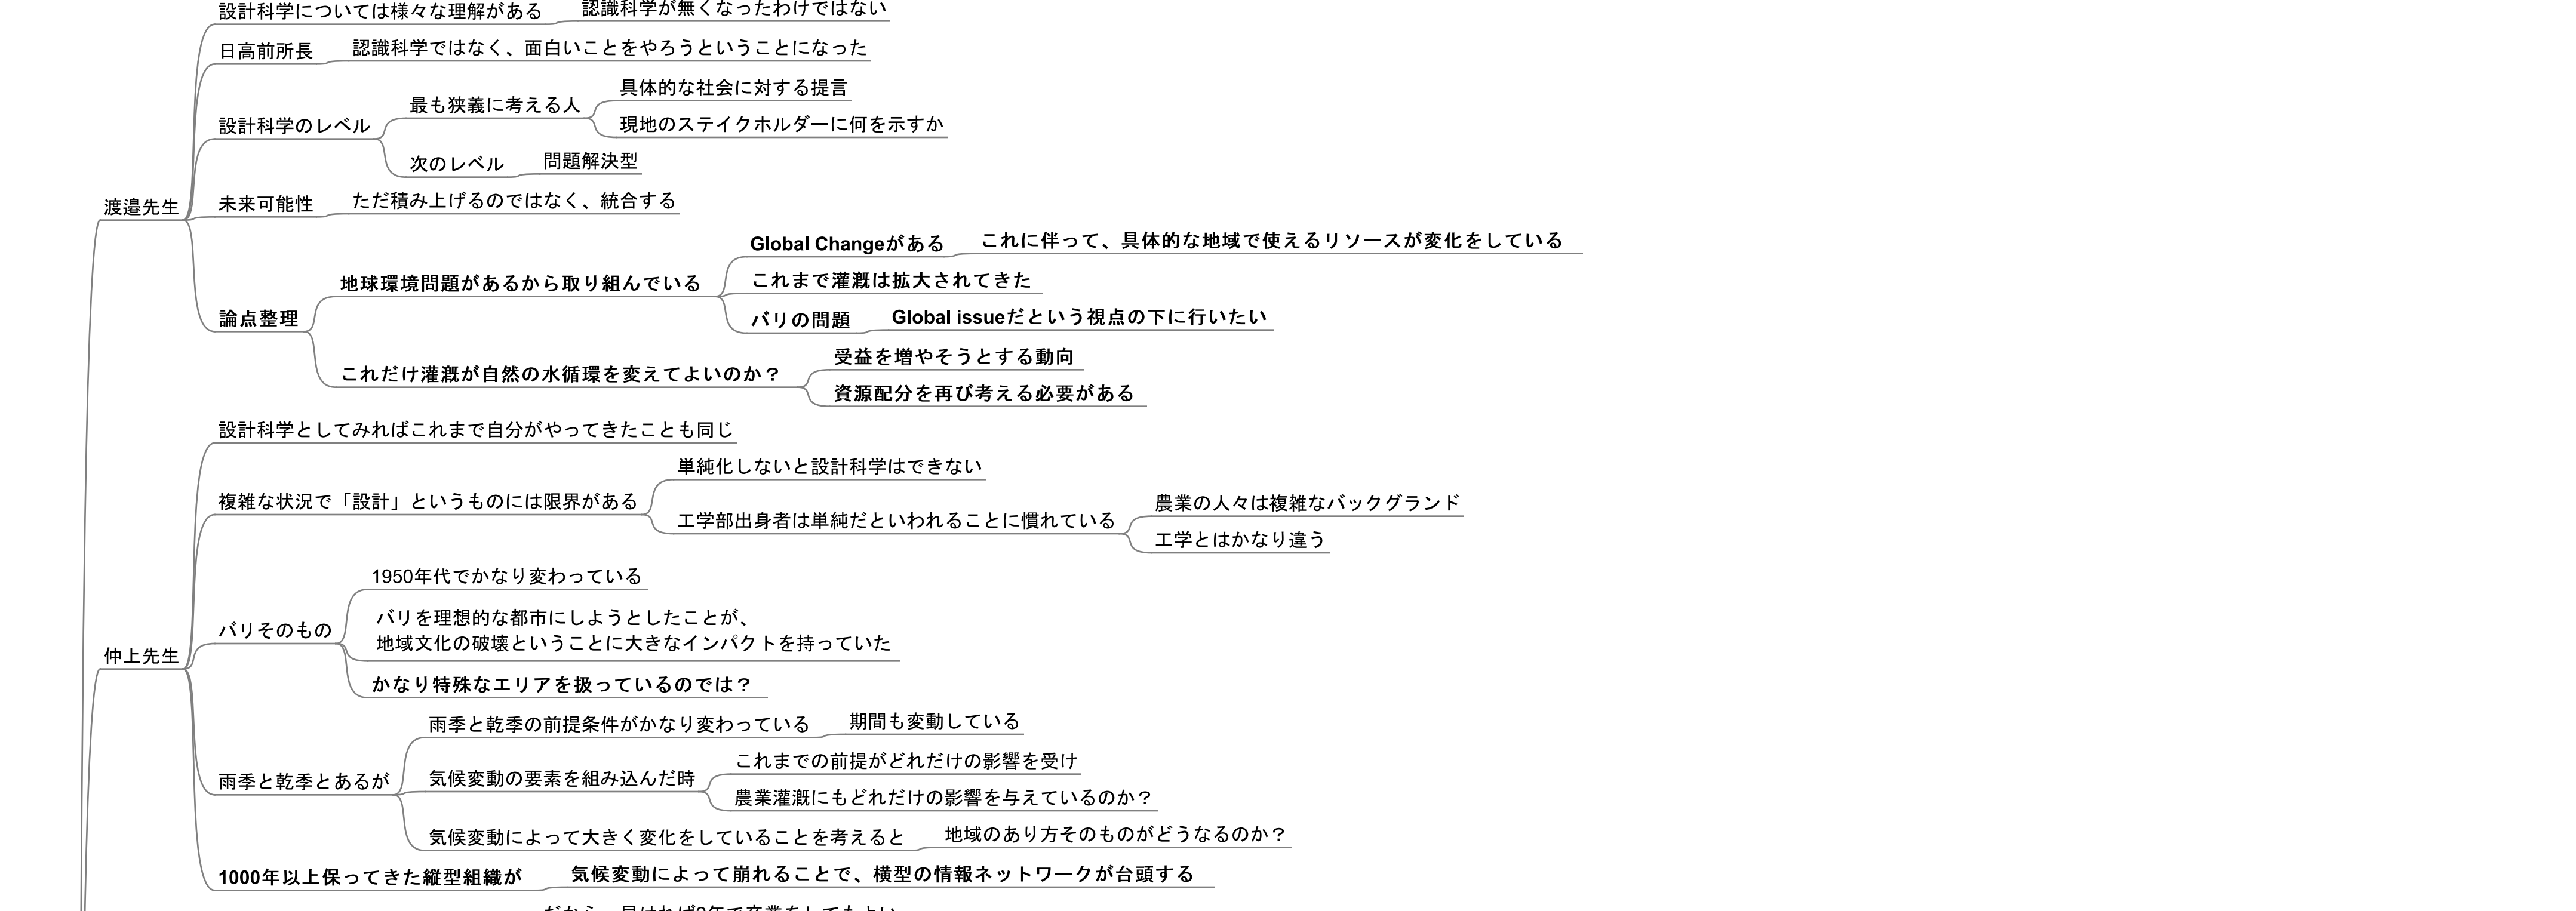 設計科学については様々な理解がある
認識科学が無くなったわけではない
日高前所長
認識科学ではなく、面白いことをやろうということになった
設計科学のレベル
最も狭義に考える人
具体的な社会に対する提言
現地のステイクホルダーに何を示すか
次のレベル
問題解決型
渡邉先生
未来可能性
ただ積み上げるのではなく、統合する
論点整理
地球環境問題があるから取り組んでいる
Global Changeがある
これに伴って、具体的な地域で使えるリソースが変化をしている
これまで灌漑は拡大されてきた
バリの問題
Global issueだという視点の下に行いたい
これだけ灌漑が自然の水循環を変えてよいのか？
受益を増やそうとする動向
資源配分を再び考える必要がある
設計科学としてみればこれまで自分がやってきたことも同じ
複雑な状況で「設計」というものには限界がある
単純化しないと設計科学はできない
工学部出身者は単純だといわれることに慣れている
農業の人々は複雑なバックグランド
工学とはかなり違う
仲上先生
バリそのもの
1950年代でかなり変わっている
バリを理想的な都市にしようとしたことが、
地域文化の破壊ということに大きなインパクトを持っていた
かなり特殊なエリアを扱っているのでは？
雨季と乾季とあるが
雨季と乾季の前提条件がかなり変わっている
期間も変動している
気候変動の要素を組み込んだ時
これまでの前提がどれだけの影響を受け
農業灌漑にもどれだけの影響を与えているのか？
気候変動によって大きく変化をしていることを考えると
地域のあり方そのものがどうなるのか？
1000年以上保ってきた縦型組織が
気候変動によって崩れることで、横型の情報ネットワークが台頭する